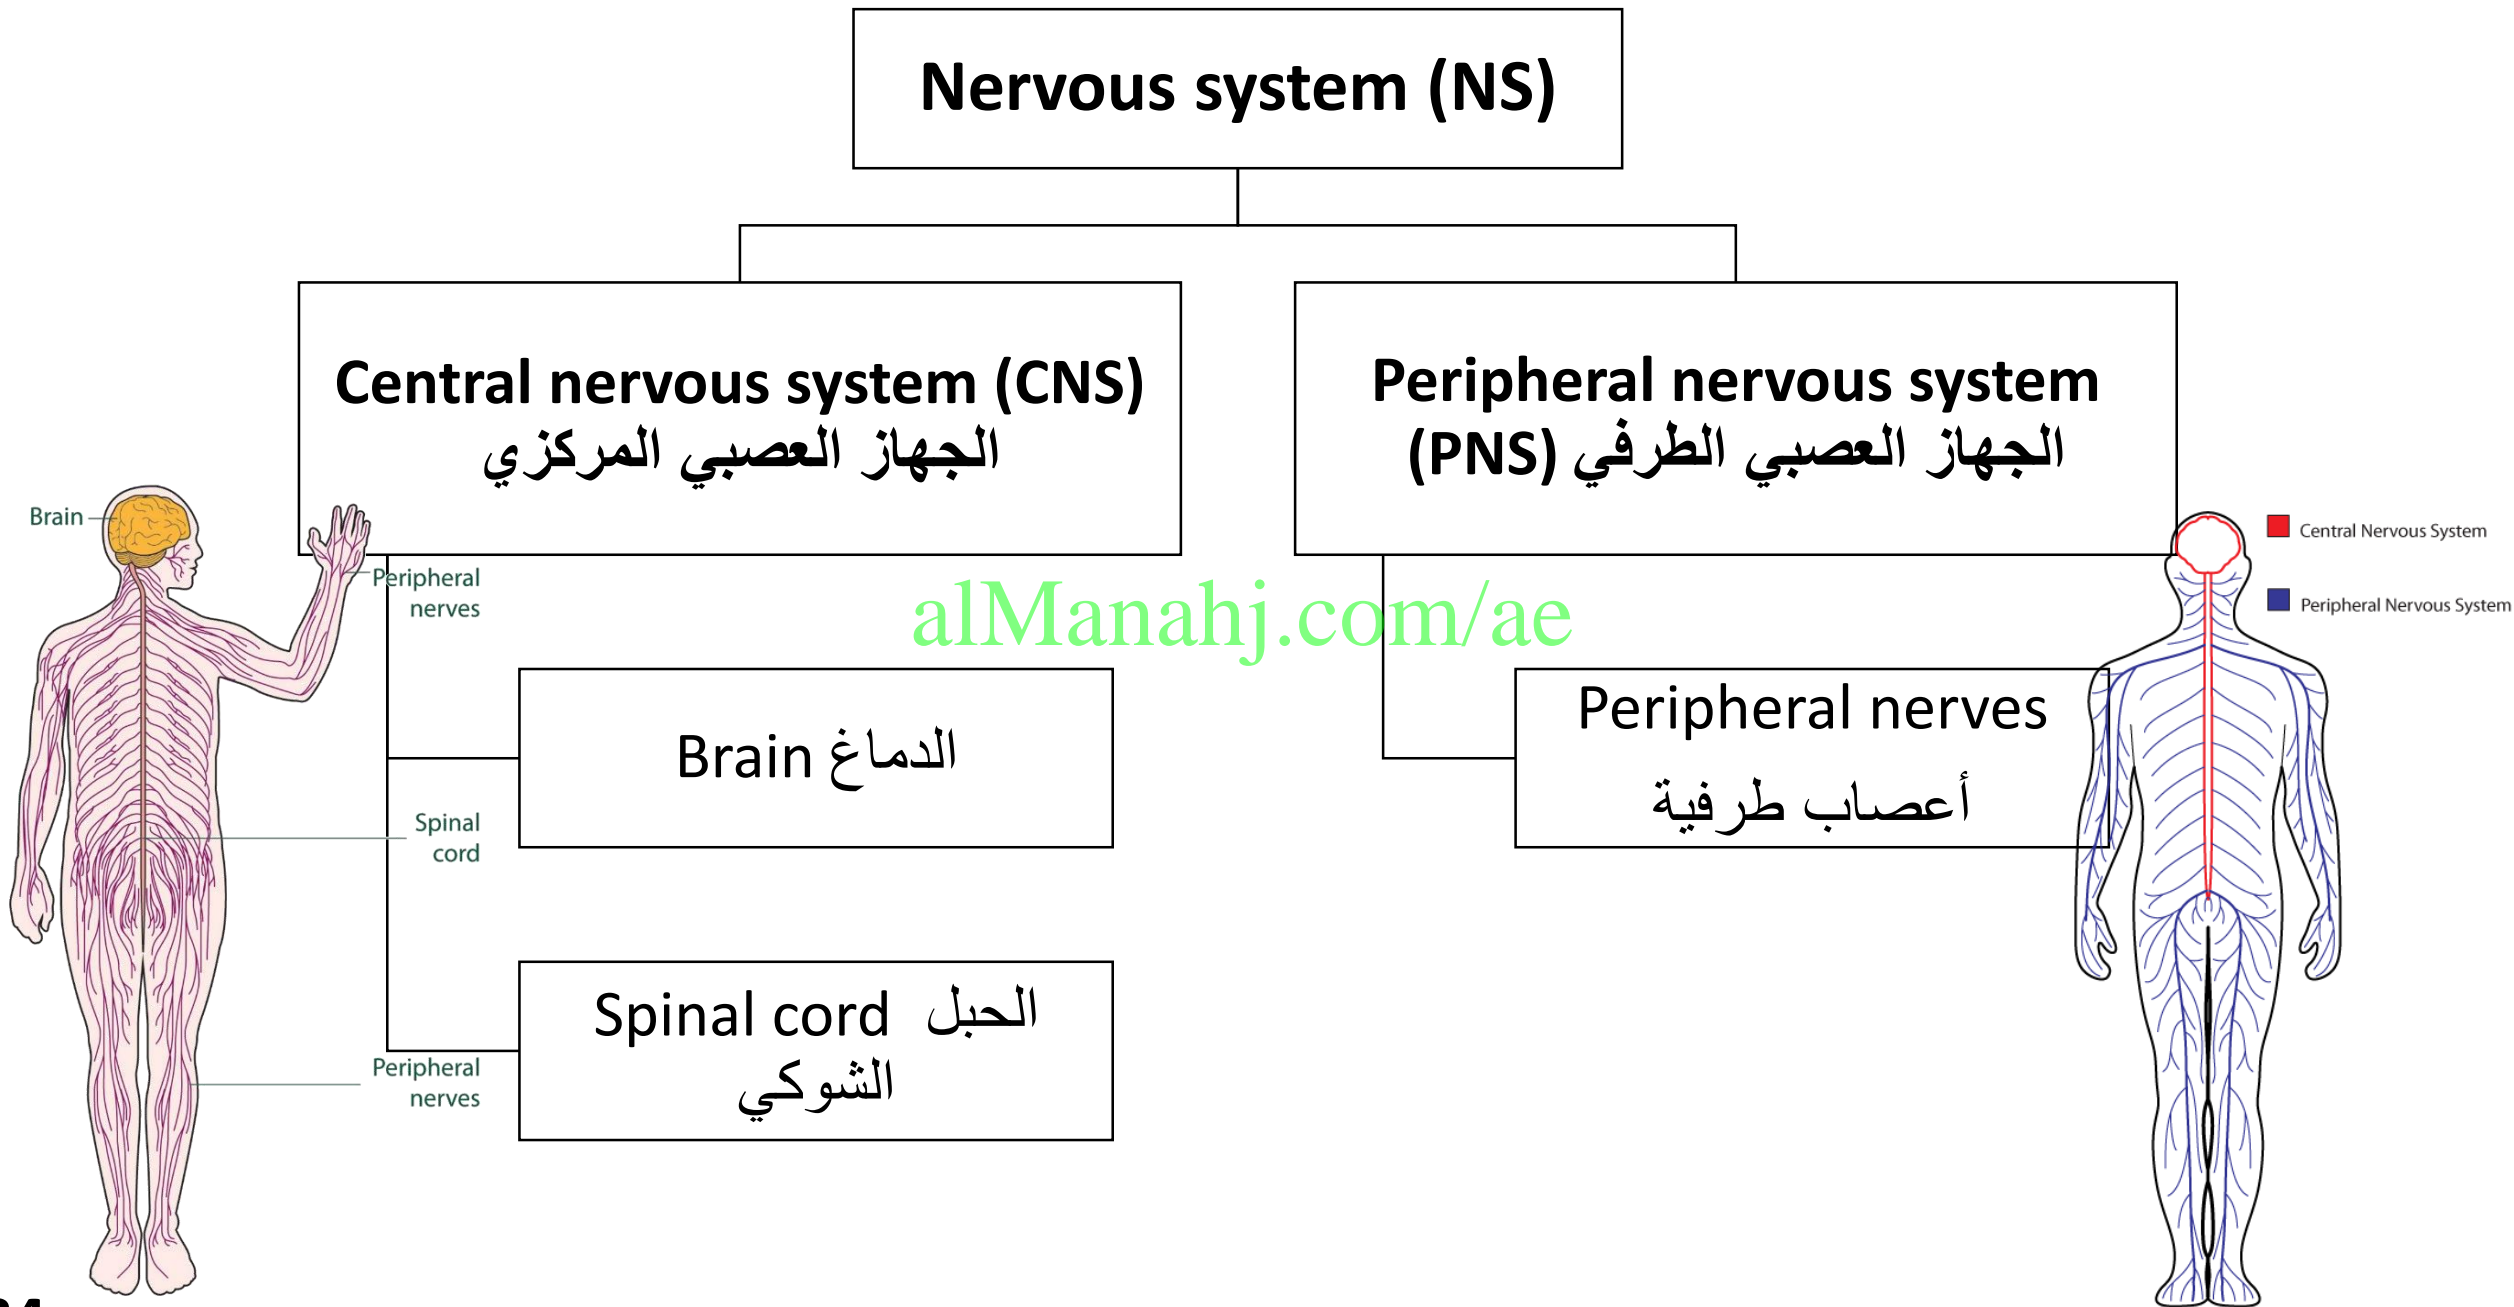 Nervous system (NS)
Central nervous system (CNS)
الجهاز العصبي المركزي
Peripheral nervous system
(PNS) الجهاز العصبي الطرفي
Brain
Peripheral
nerves
Spinal
cord
Peripheral
nerves
Brain الدماغ
Spinal cord الحبل
الشوكي
alManahj.com/ae
Peripheral nerves
أعصاب طرفية
Central Nervous System
Peripheral Nervous System